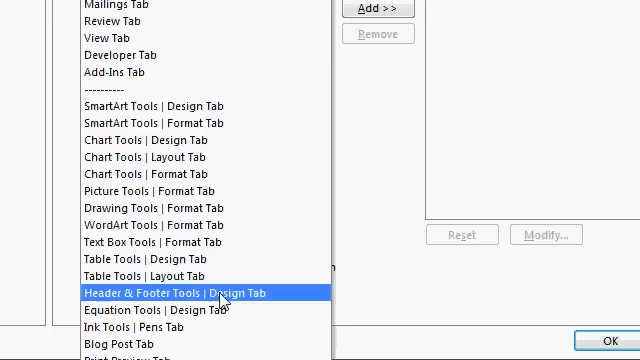 Mailings Tab
Add >>
Review Tab
Remove
View Tab
Developer Tab
Add-Ins Tab
----------
SmartArt Tools | Design Tab
SmartArt Tools | Format Tab
Chart Tools | Design Tab
Chart Tools | Layout Tab
Chart Tools | Format Tab
Picture Tools | Format Tab
Drawing Tools | Format Tab
WordArt Tools | Format Tab
Reset
Modify...
Text Box Tools | Format Tab
Table Tools | Design Tab
Table Tools | Layout Tab
Header & Footer Tools | Design Tab
Equation Tools | Design Tab
Ink Tools | Pens Tab
OK
Blog Post Tab
Print Preview Tab